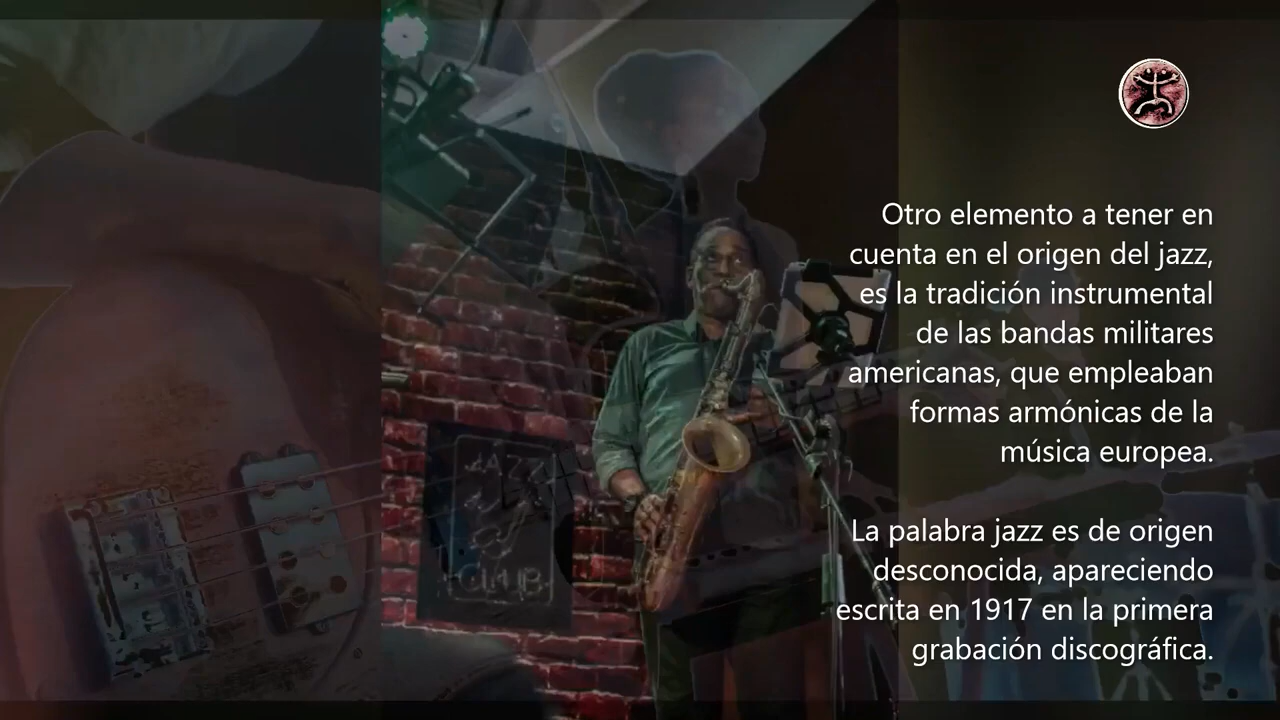 Otro elemento a tener en
cuenta en el origen del jazz,
es la tradición instrumental
de las bandas militares
americanas, que empleaban
formas armónicas de la
música europea.
La palabra jazz es de origen
desconocida, apareciendo
escrita en 1917 en la primera
grabación discográfica.
JAZZ
CLUB